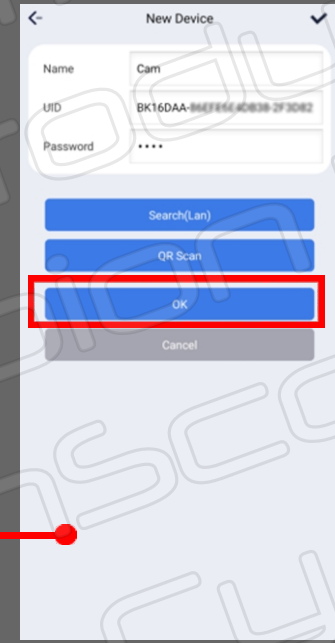 New Device
Name Cam
UID BK16DAA-
Password ••••
Search(Lan)
QR Scan
OK
Cancel